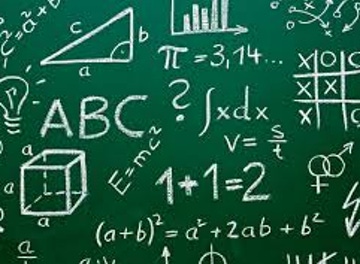 c
b
a
π = 3,14...
X O
X X
X
ABC
?
∫xdx
v = s/t
E=mc²
a
a
a
1+1=2
(a+b)² = a² + 2ab + b²
a